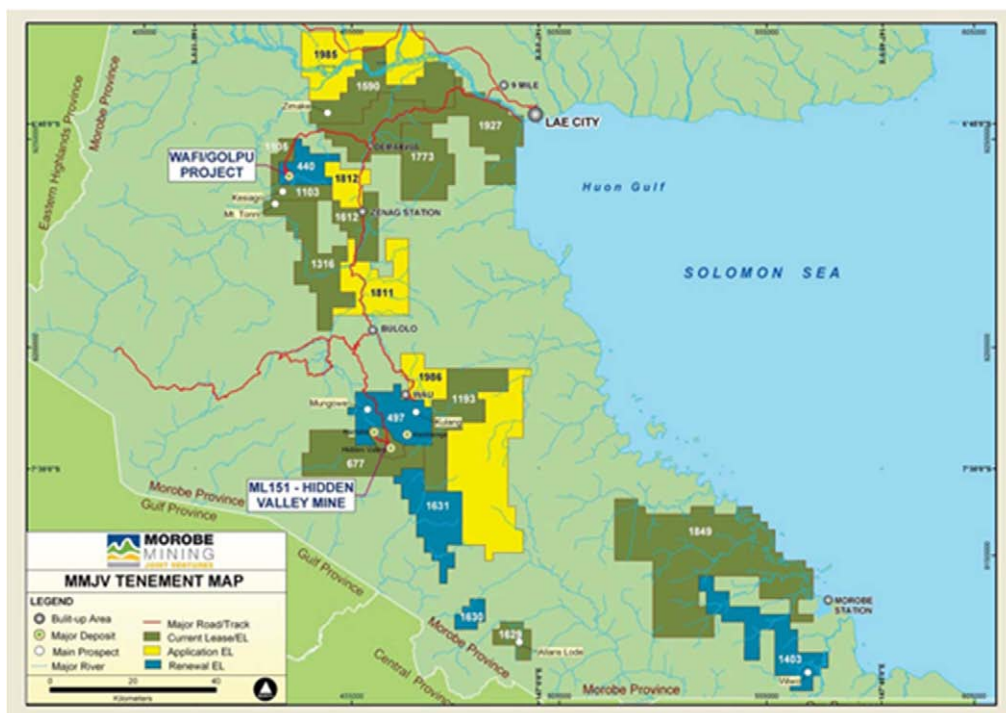 1985
1590
9 MILE
Zimake
LAE CITY
1927
Eastern Highlands Province
Morobe Province
WAFI/GOLPU
PROJECT
440
1773
1812
1103
Kesiago
Mt. Tonn
1612
ZENAG STATION
Huon Gulf
SOLOMON SEA
1316
1811
BULOLO
1986
WAU
1193
Mungowe
497
Hidden Valley
677
ML151 - HIDDEN
VALLEY MINE
Morobe Province
Gulf Province
1631
1849
MOROBE
STATION
1630
1629
1403
Gulf Province
Morobe Province
Central Province
Morobe Province
MOROBE
MINING
JOINT VENTURES
MMJV TENEMENT MAP
LEGEND
Built-up Area
Major Deposit
Main Prospect
Major River
Major Road/Track
Current Lease/EL
Application EL
Renewal EL
0 20 40
Kilometers